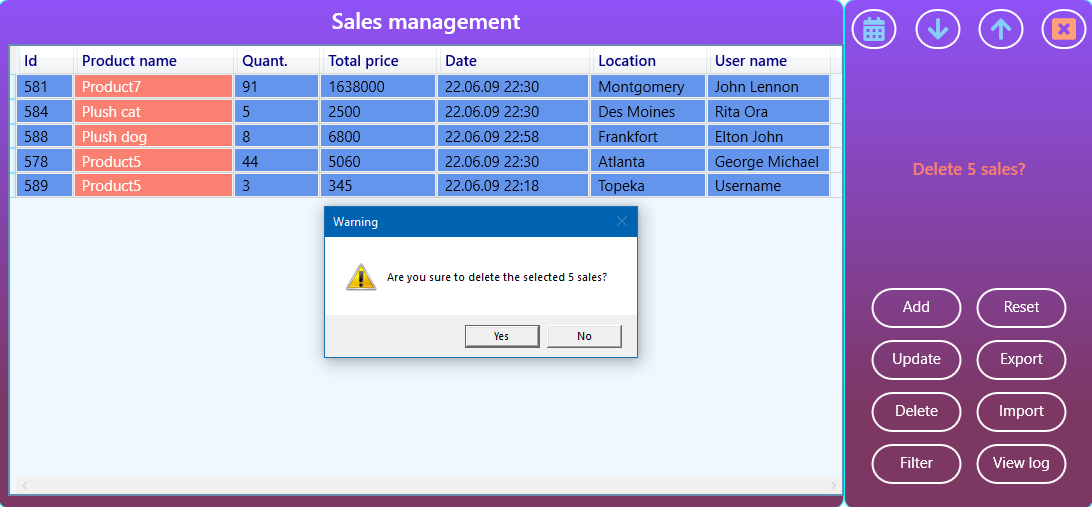 Sales management
Id Product name Quant. Total price Date Location User name
581 Product7 91 1638000 22.06.09 22:30 Montgomery John Lennon
584 Plush cat 5 2500 22.06.09 22:30 Des Moines Rita Ora
588 Plush dog 8 6800 22.06.09 22:58 Frankfort Elton John
578 Product5 44 5060 22.06.09 22:30 Atlanta George Michael
589 Product5 3 345 22.06.09 22:18 Topeka Username
Warning
Are you sure to delete the selected 5 sales?
Yes No
Delete 5 sales?
Add Reset
Update Export
Delete Import
Filter View log